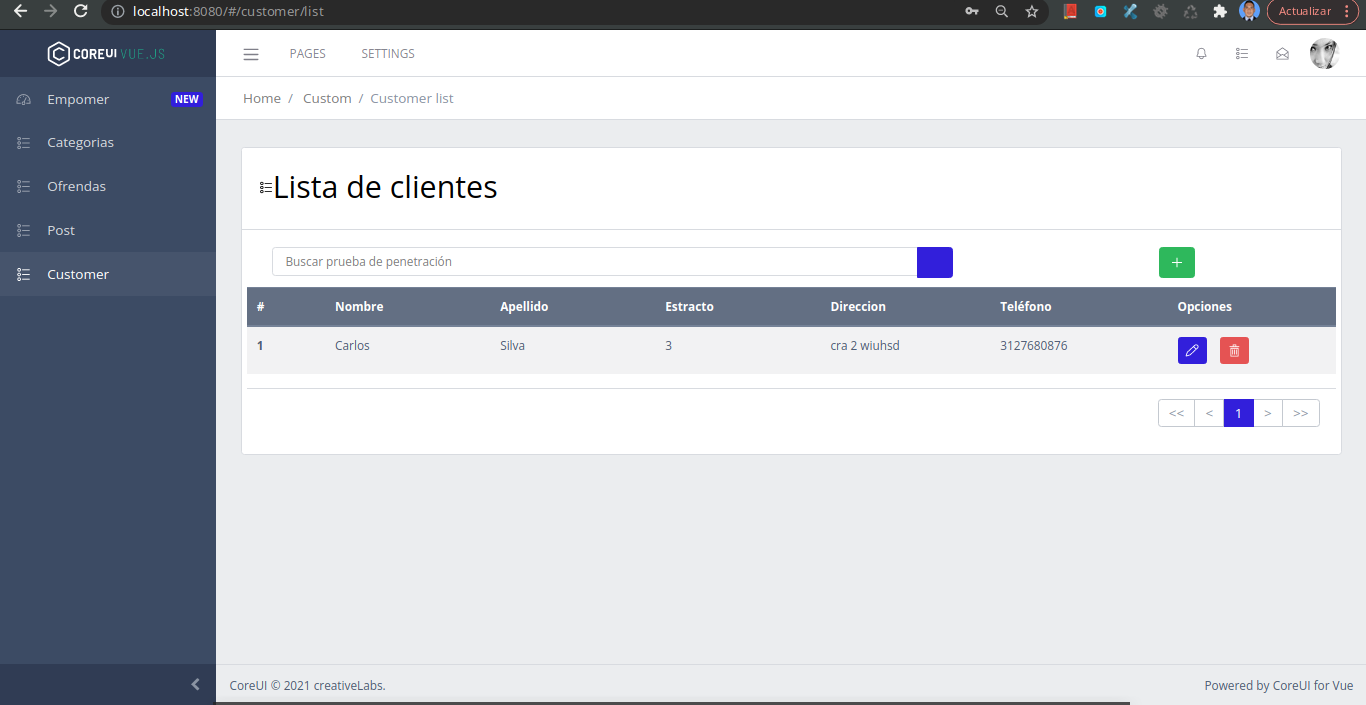 localhost:8080/#/customer/list
Actualizar
COREUI VUE.JS
PAGES SETTINGS
Home / Custom / Customer list
Empomer NEW
Categorias
Ofrendas
Post
Customer
Lista de clientes
Buscar prueba de penetración
+
# Nombre Apellido Estracto Direccion Teléfono Opciones
1 Carlos Silva 3 cra 2 wiuhsd 3127680876
<< < 1 > >>
CoreUI © 2021 creativeLabs.
Powered by CoreUI for Vue